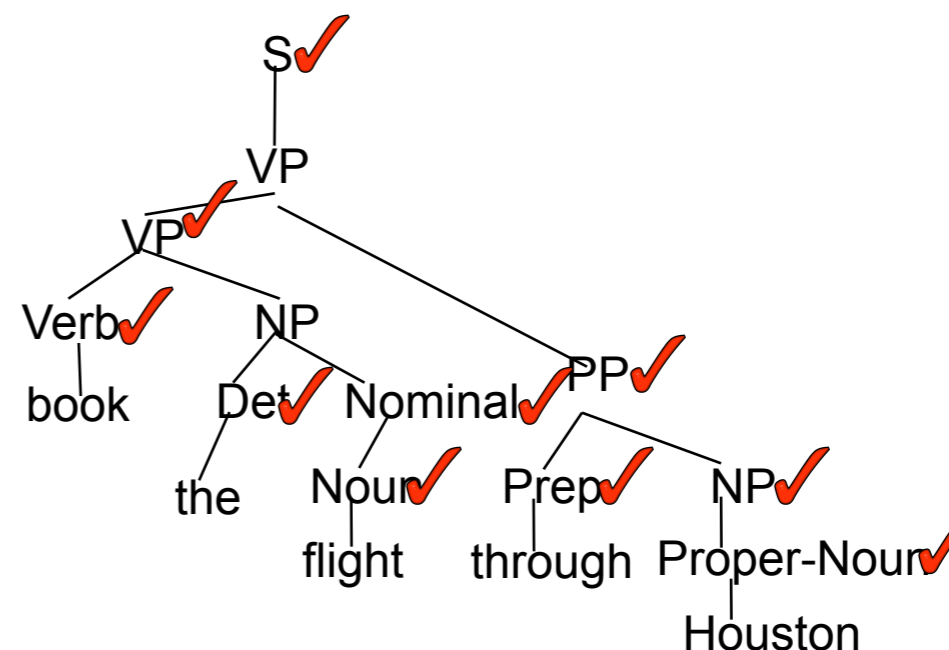 S
VP
VP
Verb NP
PP
book Det Nominal
the Noun Prep NP
flight through Proper-Noun
Houston